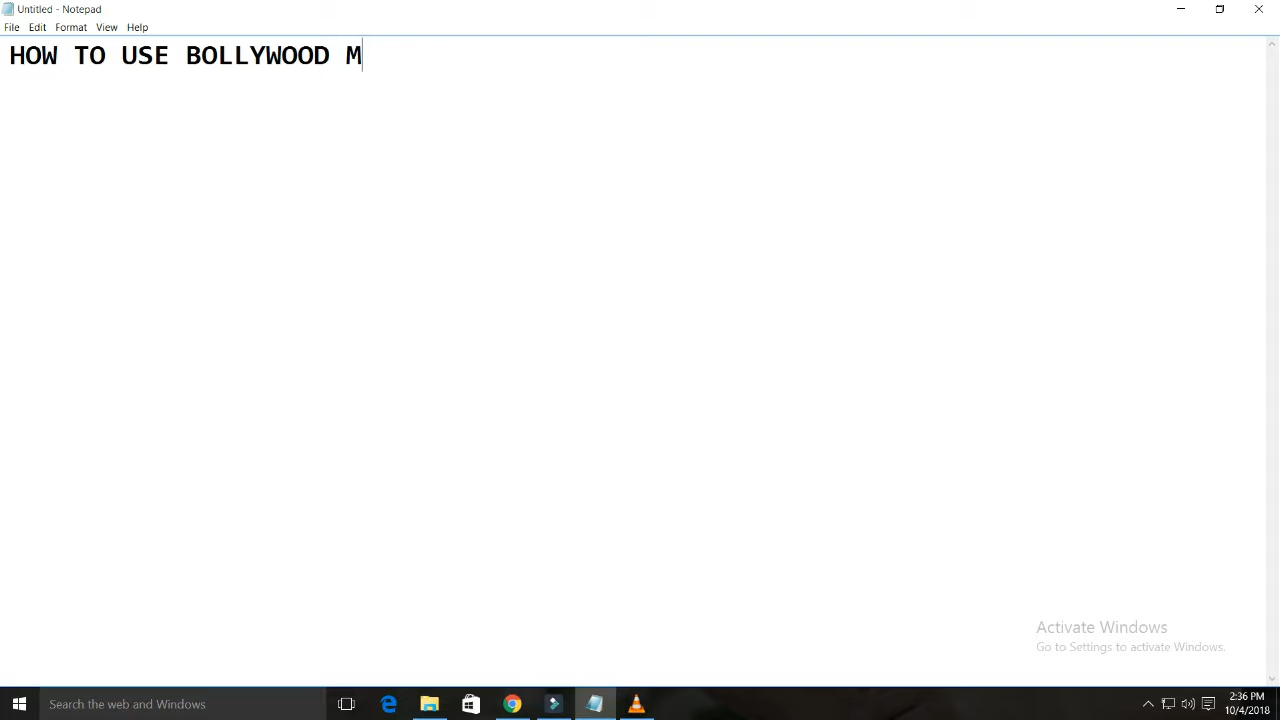 Untitled - Notepad
File Edit Format View Help
HOW TO USE BOLLYWOOD M
Activate Windows
Go to Settings to activate Windows.
Search the web and Windows
2:36 PM
10/4/2018